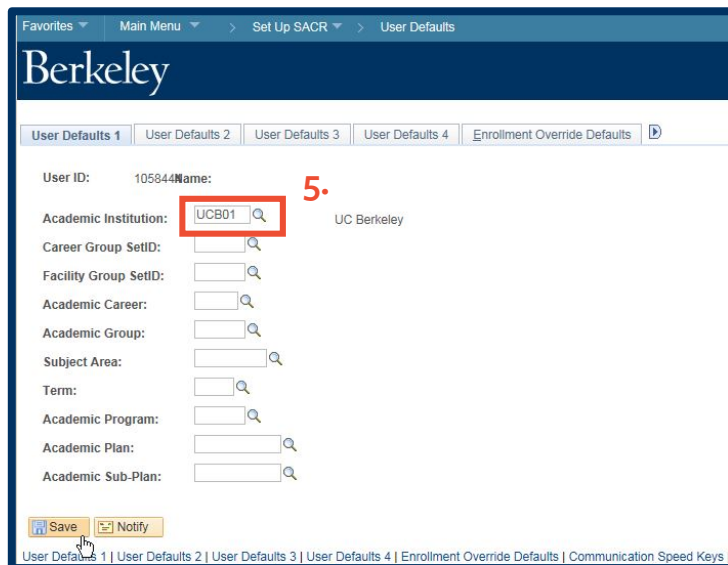 Favorites Main Menu > Set Up SACR > User Defaults
Berkeley
User Defaults 1 User Defaults 2 User Defaults 3 User Defaults 4 Enrollment Override Defaults
User ID: 105844 Name:
5.
Academic Institution: UCB01 UC Berkeley
Career Group SetID:
Facility Group SetID:
Academic Career:
Academic Group:
Subject Area:
Term:
Academic Program:
Academic Plan:
Academic Sub-Plan:
Save Notify
User Defaults 1 | User Defaults 2 | User Defaults 3 | User Defaults 4 | Enrollment Override Defaults | Communication Speed Keys